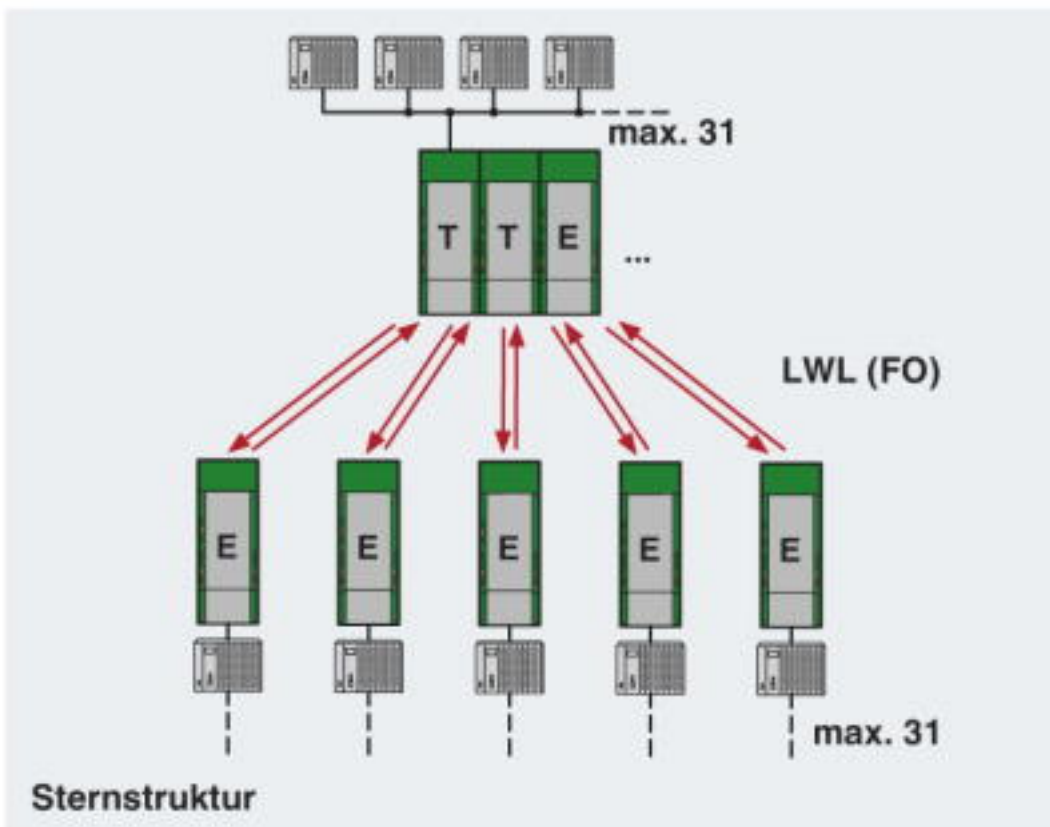 max. 31
T T E ...
LWL (FO)
E E E E E
max. 31
Sternstruktur